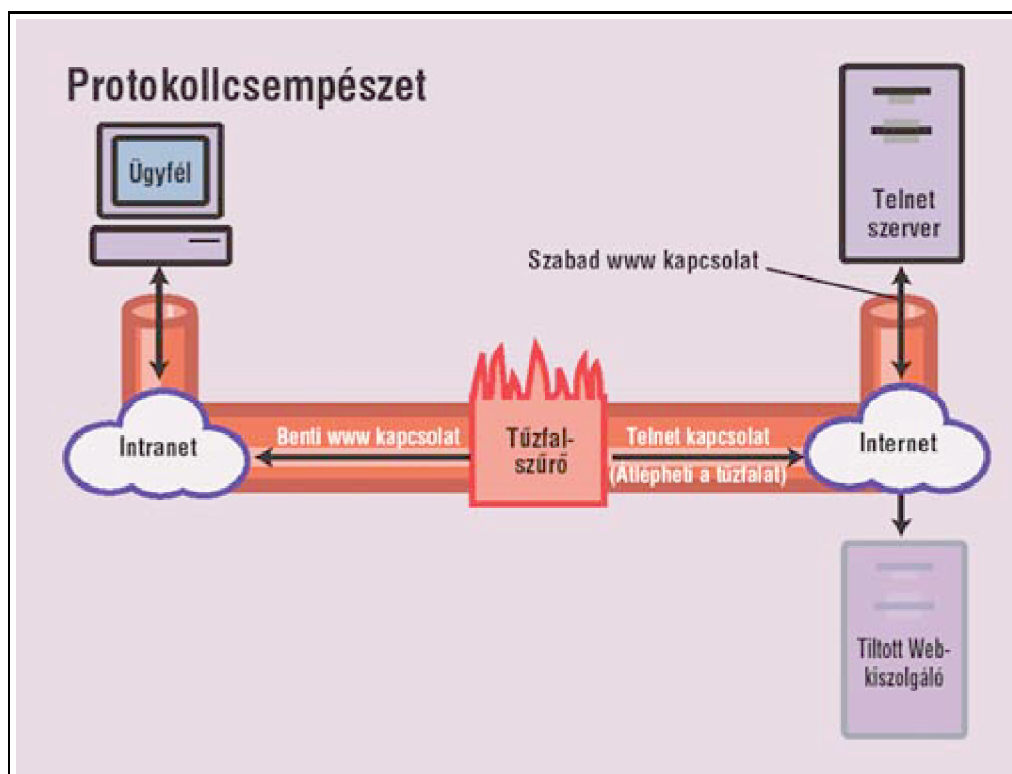 Protokollcsempészet
Ügyfél
Telnet
szerver
Szabad www kapcsolat
Intranet
Benti www kapcsolat
Tűzfal-
szűrő
Telnet kapcsolat
(Átlépheti a tűzfalat)
Internet
Tiltott Web-
kiszolgáló